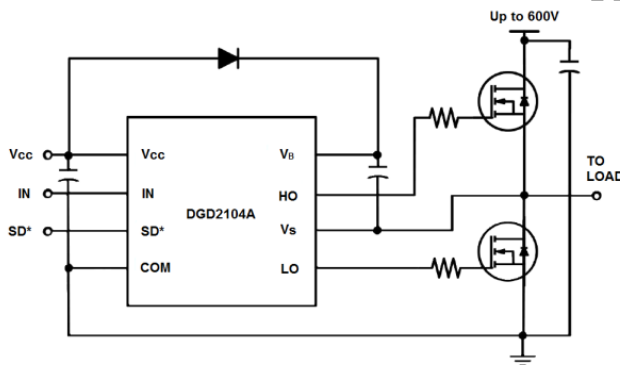 Up to 600V
Vcc
IN
SD*
Vcc
IN
SD*
COM
DGD2104A
VB
HO
Vs
LO
TO
LOAD